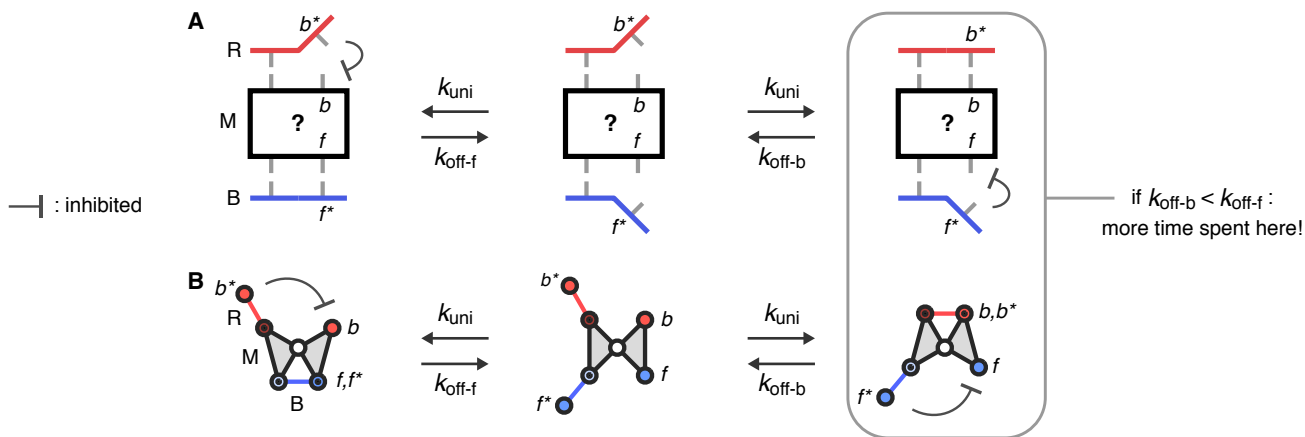 A
b*
b*
b*
R
k_uni
k_uni
b
b
b
M
?
?
?
f
f
f
k_off-f
k_off-b
B
f*
f*
f*
: inhibited
if k_off-b < k_off-f :
more time spent here!
B
b*
b*
R
b
k_uni
b
k_uni
b,b*
M
f,f*
k_off-f
f
k_off-b
f
B
f*
f*